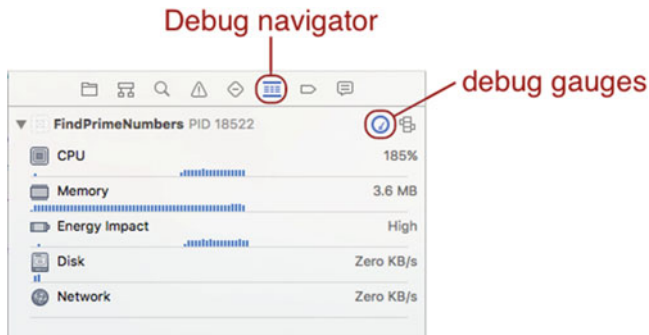 Debug navigator
debug gauges
FindPrimeNumbers PID 18522
CPU 185%
Memory 3.6 MB
Energy Impact High
Disk Zero KB/s
Network Zero KB/s